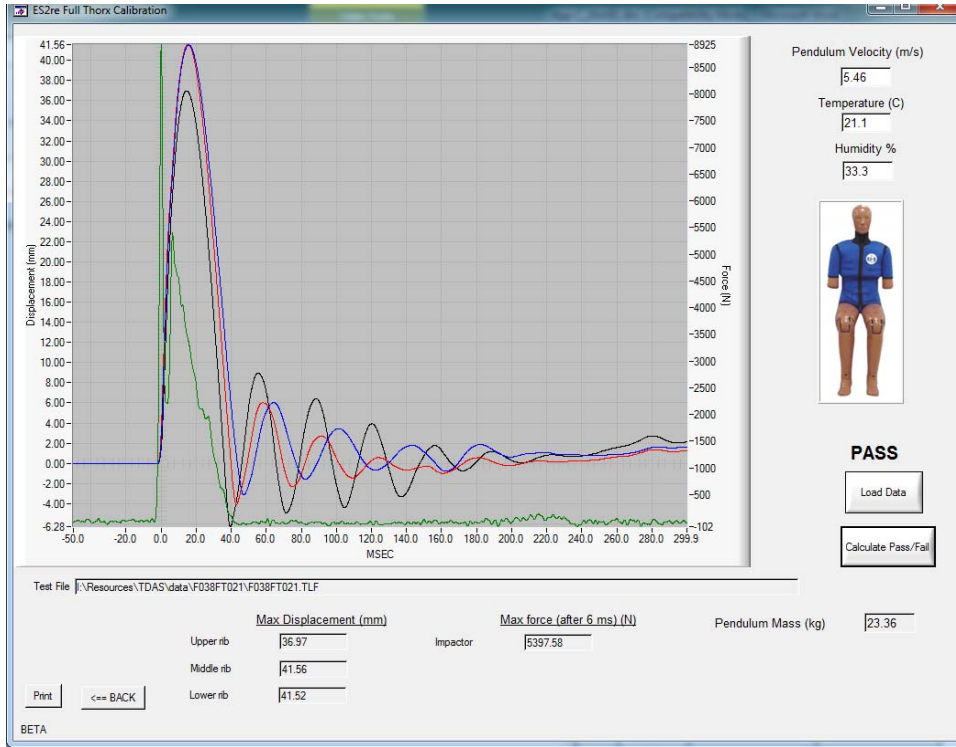 ES2re Full Thorx Calibration
41.56
40.00
38.00
36.00
34.00
32.00
30.00
28.00
26.00
24.00
22.00
20.00
18.00
16.00
14.00
12.00
10.00
8.00
6.00
4.00
2.00
0.00
-2.00
-4.00
-6.28
Displacement (mm)
8925
8500
8000
7500
7000
6500
6000
5500
5000
4500
4000
3500
3000
2500
2000
1500
1000
500
-102
Force (N)
-50.0 -20.0 0.0 20.0 40.0 60.0 80.0 100.0 120.0 140.0 160.0 180.0 200.0 220.0 240.0 260.0 280.0 299.9
MSEC
Pendulum Velocity (m/s)
5.46
Temperature (C)
21.1
Humidity %
33.3
PASS
Load Data
Calculate Pass/Fail
Test File I:\Resources\TDAS\data\F038FT021\F038FT021.TLF
Max Displacement (mm) Max force (after 6 ms) (N) Pendulum Mass (kg) 23.36
Upper rib 36.97 Impactor 5397.58
Middle rib 41.56
Lower rib 41.52
Print <== BACK
BETA